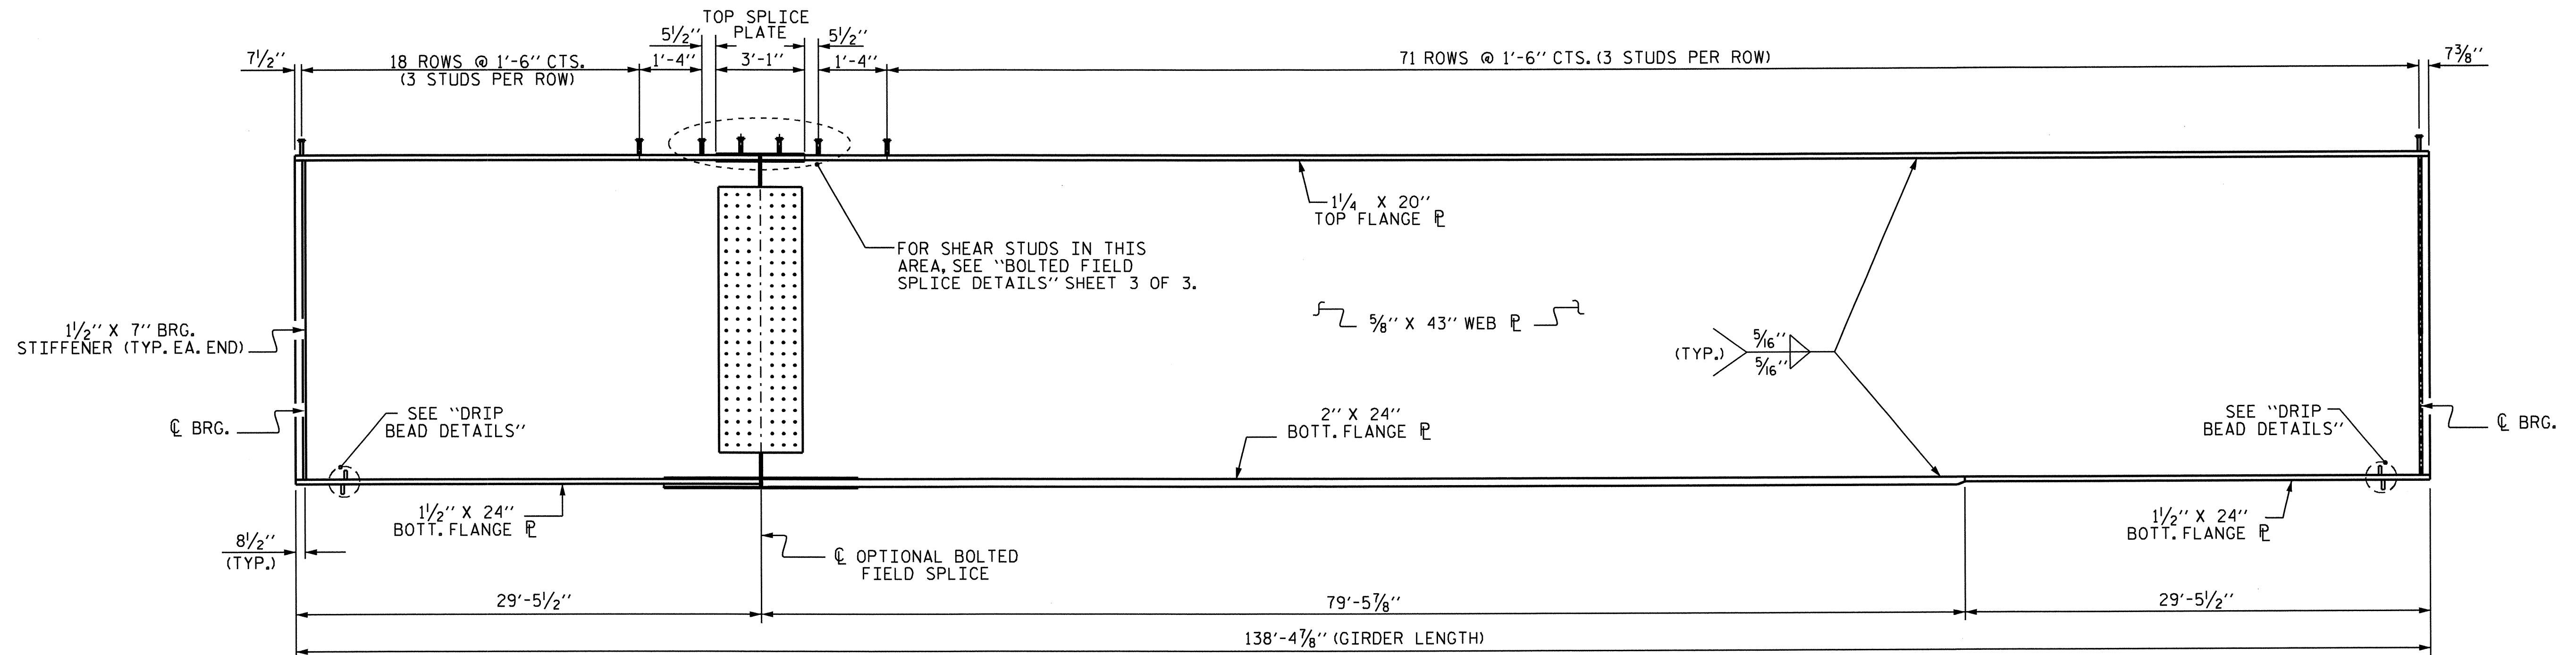 TOP SPLICE
PLATE
7½"
18 ROWS @ 1'-6" CTS.
(3 STUDS PER ROW)
1'-4"
5½"
3'-1"
5½"
1'-4"
71 ROWS @ 1'-6" CTS. (3 STUDS PER ROW)
7⅜"
1¼ X 20"
TOP FLANGE ℄
FOR SHEAR STUDS IN THIS
AREA, SEE "BOLTED FIELD
SPLICE DETAILS" SHEET 3 OF 3.
1½" X 7" BRG.
STIFFENER (TYP. EA. END)
⅝" X 43" WEB PL
(TYP.)
5/16"
5/16"
℄ BRG.
SEE "DRIP
BEAD DETAILS"
2" X 24"
BOTT. FLANGE PL
SEE "DRIP
BEAD DETAILS"
℄ BRG.
1½" X 24"
BOTT. FLANGE PL
1½" X 24"
BOTT. FLANGE PL
8½"
(TYP.)
℄ OPTIONAL BOLTED
FIELD SPLICE
29'-5½"
79'-5⅞"
29'-5½"
138'-4⅞" (GIRDER LENGTH)